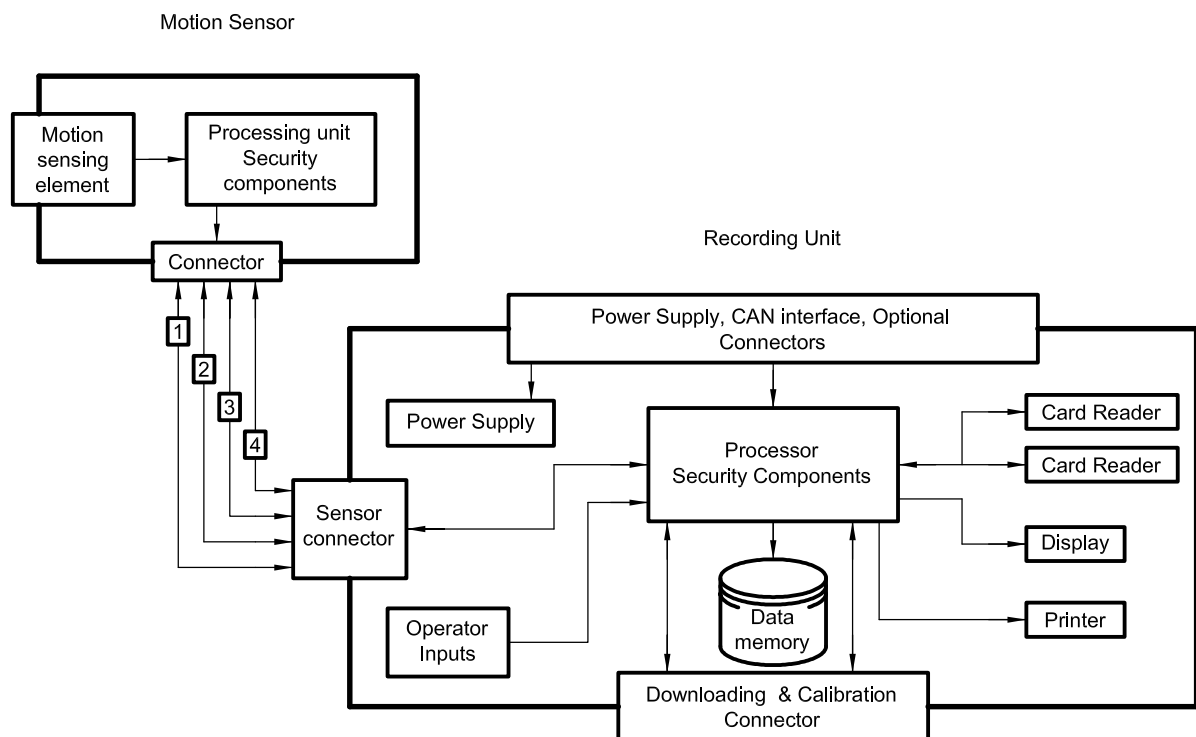 Motion Sensor
Motion
sensing
element
Processing unit
Security
components
Connector
1
2
3
4
Recording Unit
Power Supply, CAN interface, Optional
Connectors
Power Supply
Processor
Security Components
Card Reader
Card Reader
Sensor
connector
Display
Data
memory
Printer
Operator
Inputs
Downloading & Calibration
Connector